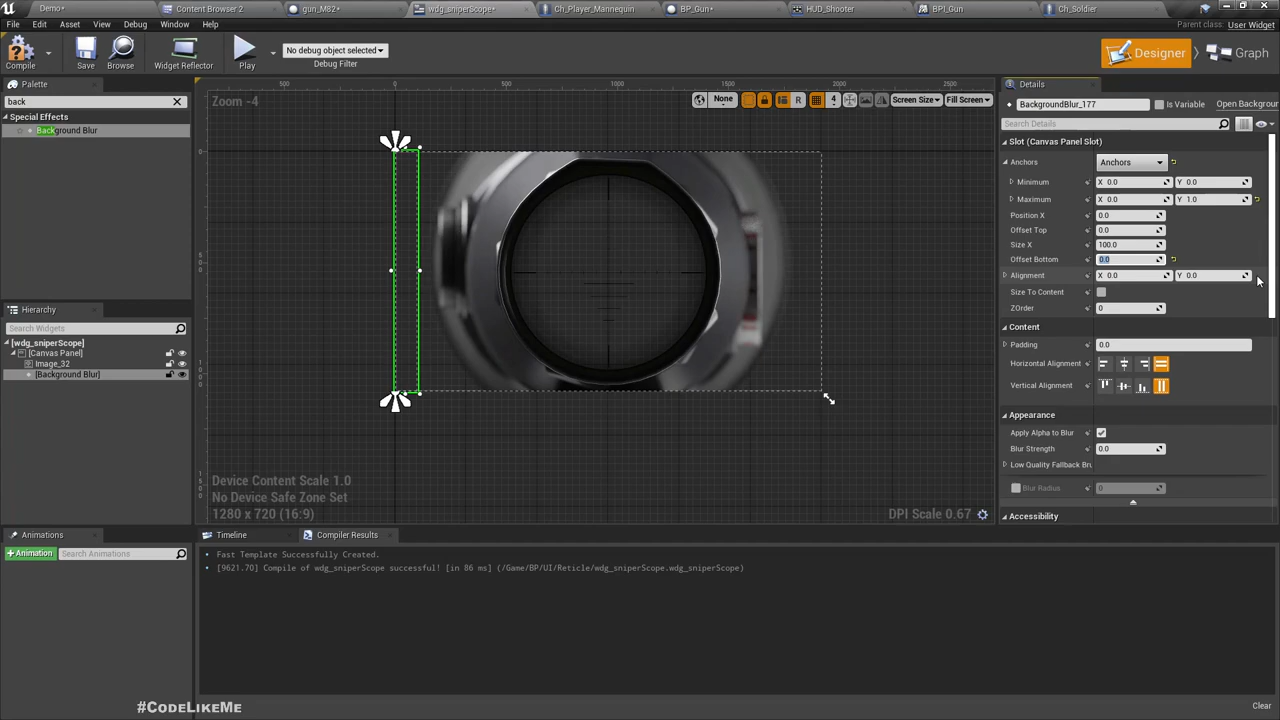 Demo*
Content Browser 2
gun_M82*
wdg_sniperScope*
Ch_Player_Mannequin
BP_Gun*
HUD_Shooter
BPI_Gun
Ch_Soldier
File Edit Asset View Debug Window Help
Parent class: User Widget
Compile
Save
Browse
Widget Reflector
Play
No debug object selected
Debug Filter
Designer
Graph
Palette
back
Special Effects
Background Blur
Hierarchy
Search Widgets
[wdg_sniperScope]
[Canvas Panel]
Image_32
[Background Blur]
Animations
+Animation
Search Animations
500 0 500 1000 1500 2000 2500
Zoom -4
None
R
4
Screen Size
Fill Screen
Device Content Scale 1.0
No Device Safe Zone Set
1280 x 720 (16:9)
DPI Scale 0.67
Timeline
Compiler Results
Fast Template Successfully Created.
[9621.70] Compile of wdg_sniperScope successful! [in 86 ms] (/Game/BP/UI/Reticle/wdg_sniperScope.wdg_sniperScope)
Clear
Details
BackgroundBlur_177
Is Variable
Open Backgroun
Search Details
Slot (Canvas Panel Slot)
Anchors
Anchors
Minimum X 0.0 Y 0.0
Maximum X 0.0 Y 1.0
Position X 0.0
Offset Top 0.0
Size X 100.0
Offset Bottom 0.0
Alignment X 0.0 Y 0.0
Size To Content
ZOrder 0
Content
Padding 0.0
Horizontal Alignment
Vertical Alignment
Appearance
Apply Alpha to Blur
Blur Strength 0.0
Low Quality Fallback Bru
Blur Radius 0
Accessibility
#CodeLikeMe